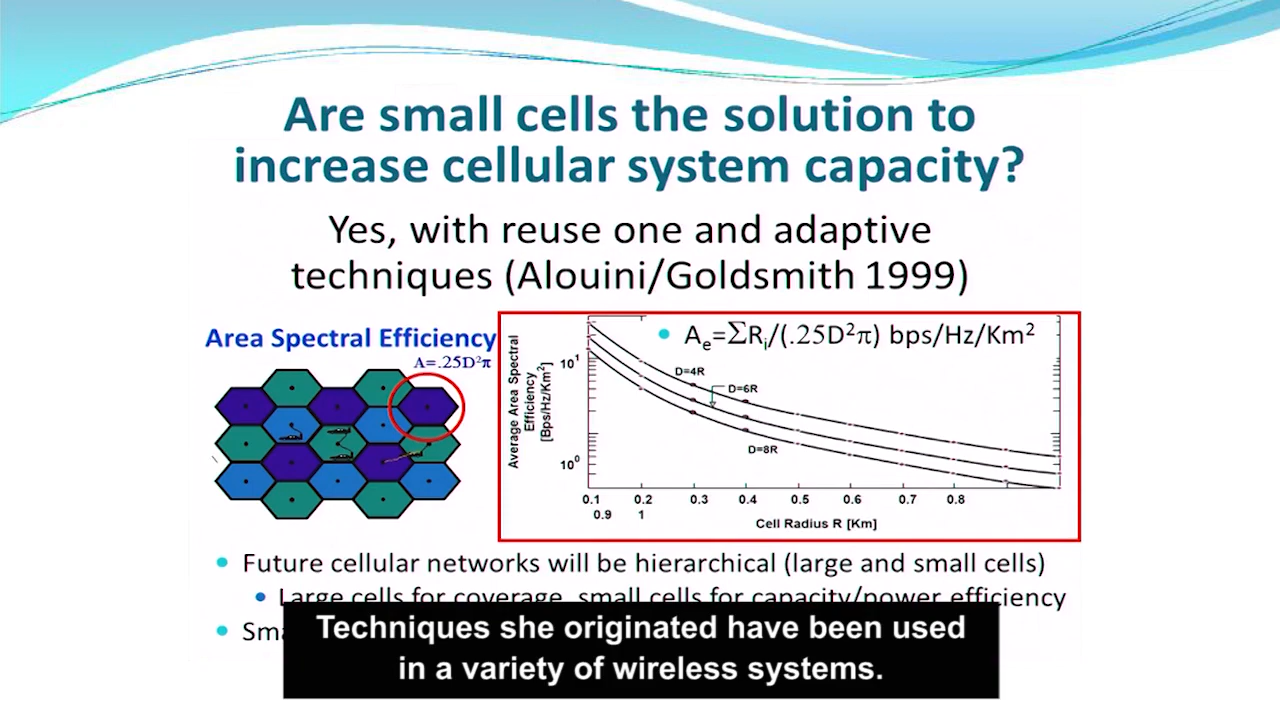 Are small cells the solution to
increase cellular system capacity?
Yes, with reuse one and adaptive
techniques (Alouini/Goldsmith 1999)
Area Spectral Efficiency
A=.25D²π
• Aₑ=ΣRᵢ/(.25D²π) bps/Hz/Km²
Average Area Spectral
Efficiency
[Bps/Hz/Km²]
10¹
10⁰
D=4R
D=6R
D=8R
0.1 0.2 0.3 0.4 0.5 0.6 0.7 0.8
0.9 1
Cell Radius R [Km]
• Future cellular networks will be hierarchical (large and small cells)
• Large cells for coverage, small cells for capacity/power efficiency
• Sma
Techniques she originated have been used
in a variety of wireless systems.